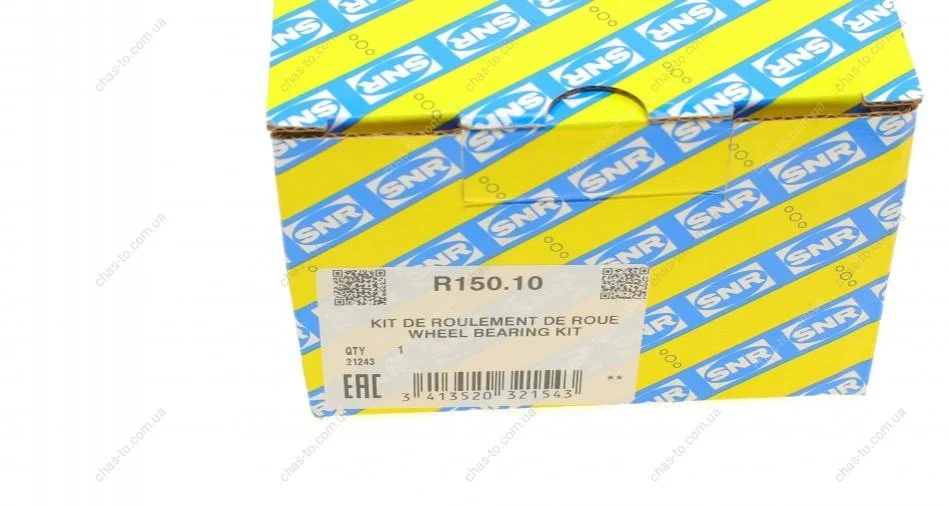 SNR
R150.10
KIT DE ROULEMENT DE ROUE
WHEEL BEARING KIT
QTY 1
21243
EAC
**
3 413520 321543
chas-to.com.ua